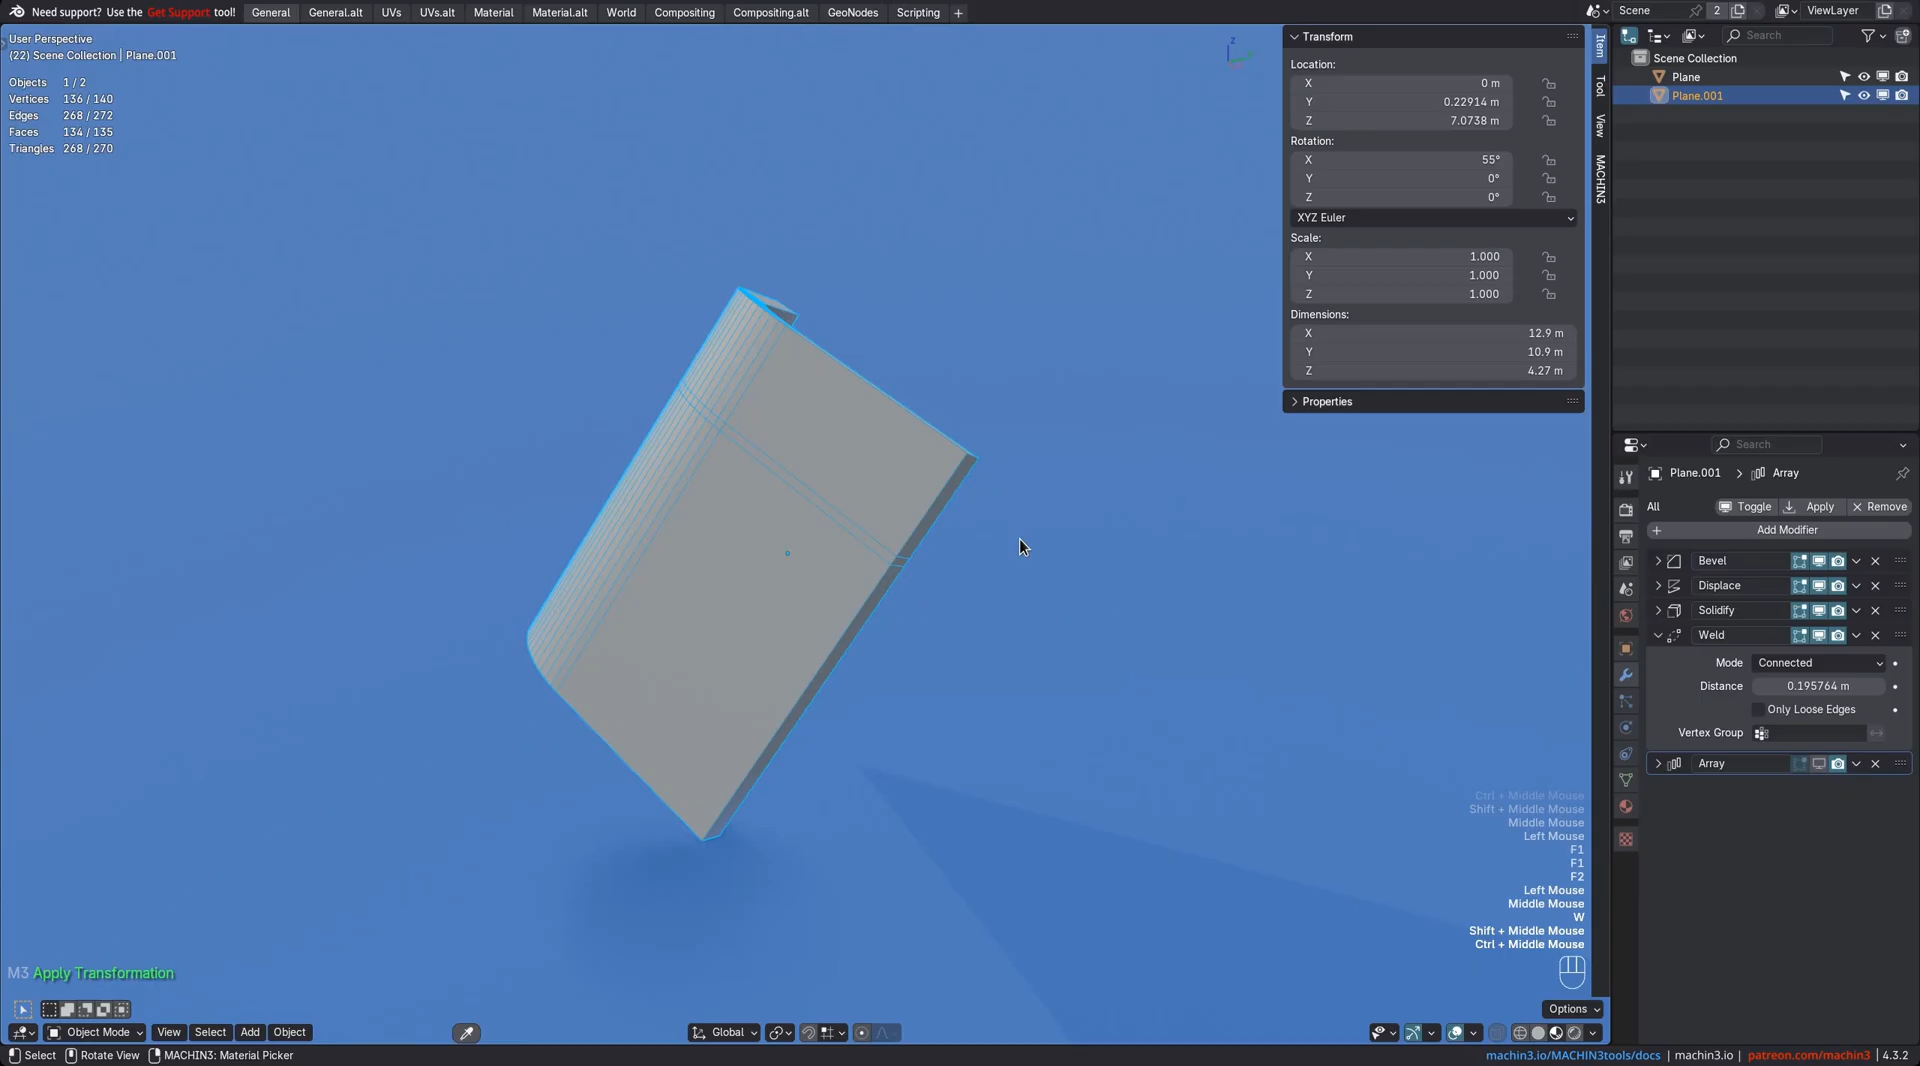 Need support? Use the Get Support tool!
General
General.alt
UVs
UVs.alt
Material
Material.alt
World
Compositing
Compositing.alt
GeoNodes
Scripting
Scene
2
ViewLayer
User Perspective
(22) Scene Collection | Plane.001
Objects 1 / 2
Vertices 136 / 140
Edges 268 / 272
Faces 134 / 135
Triangles 268 / 270
Z
Transform
Location:
X 0 m
Y 0.22914 m
Z 7.0738 m
Rotation:
X 55°
Y 0°
Z 0°
XYZ Euler
Scale:
X 1.000
Y 1.000
Z 1.000
Dimensions:
X 12.9 m
Y 10.9 m
Z 4.27 m
Properties
Item
Tool
View
MACHIN3
Search
Scene Collection
Plane
Plane.001
Search
Plane.001 > Array
All Toggle Apply Remove
Add Modifier
Bevel
Displace
Solidify
Weld
Mode Connected
Distance 0.195764 m
Only Loose Edges
Vertex Group
Array
Ctrl + Middle Mouse
Shift + Middle Mouse
Middle Mouse
Left Mouse
F1
F1
F2
Left Mouse
Middle Mouse
W
Shift + Middle Mouse
Ctrl + Middle Mouse
M3 Apply Transformation
Options
Object Mode
View
Select
Add
Object
Global
Select
Rotate View
MACHIN3: Material Picker
machin3.io/MACHIN3tools/docs | machin3.io | patreon.com/machin3 | 4.3.2